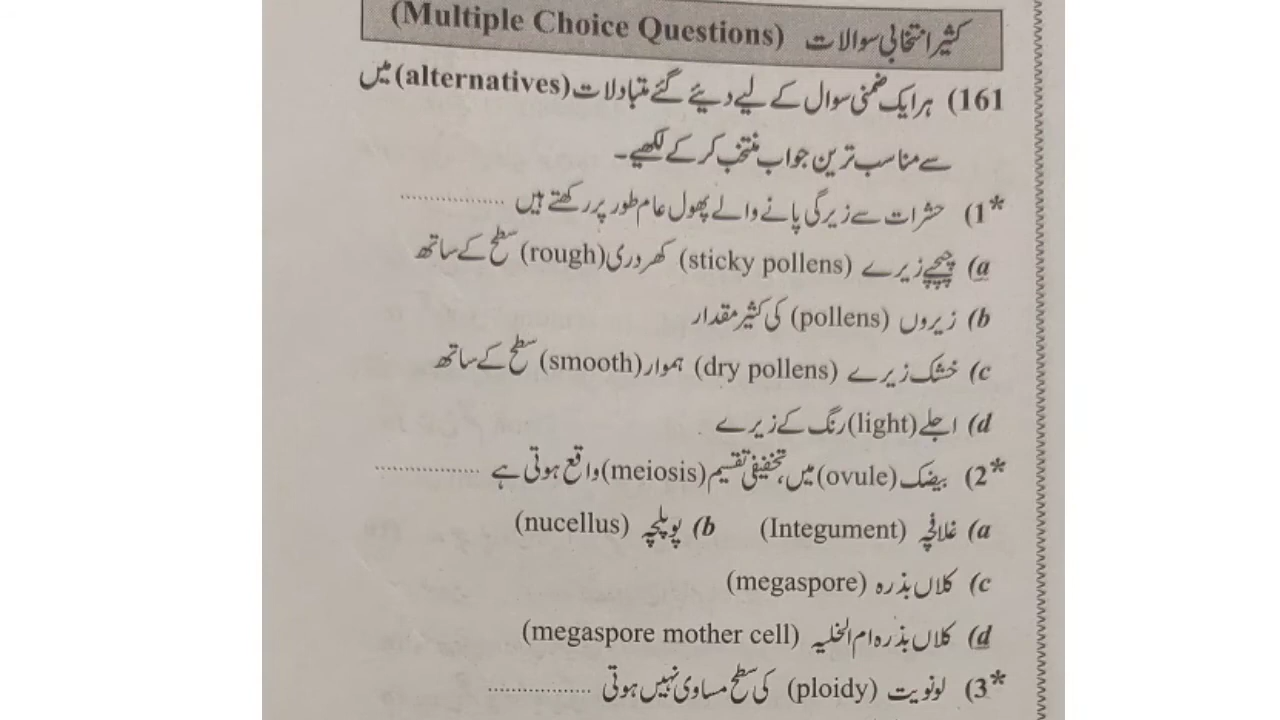 کثیر انتخابی سوالات (Multiple Choice Questions)
161) ہر ایک ضمنی سوال کے لیے دیئے گئے متبادلات (alternatives) میں
سے مناسب ترین جواب منتخب کر کے لکھیے۔
*1) حشرات سے زیرگی پانے والے پھول عام طور پر رکھتے ہیں ..................
a) چپچپے زیرے (sticky pollens) کھردری (rough) سطح کے ساتھ
b) زیروں (pollens) کی کثیر مقدار
c) خشک زیرے (dry pollens) ہموار (smooth) سطح کے ساتھ
d) اجلے (light) رنگ کے زیرے
*2) بیضک (ovule) میں، تخفیفی تقسیم (meiosis) واقع ہوتی ہے ..................
a) غلافچہ (Integument) b) پوپلچہ (nucellus)
c) کلاں بذرہ (megaspore)
d) کلاں بذرہ ام الخلیہ (megaspore mother cell)
*3) لونویت (ploidy) کی سطح مساوی نہیں ہوتی ..................